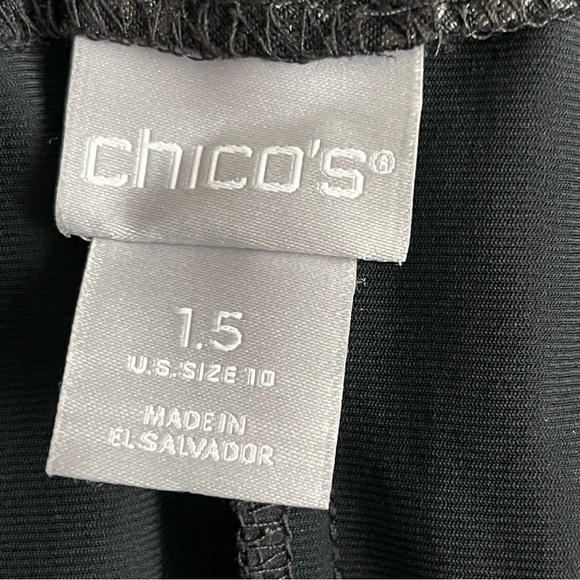 chico's®
1.5
U.S. SIZE 10
MADE IN
EL SALVADOR